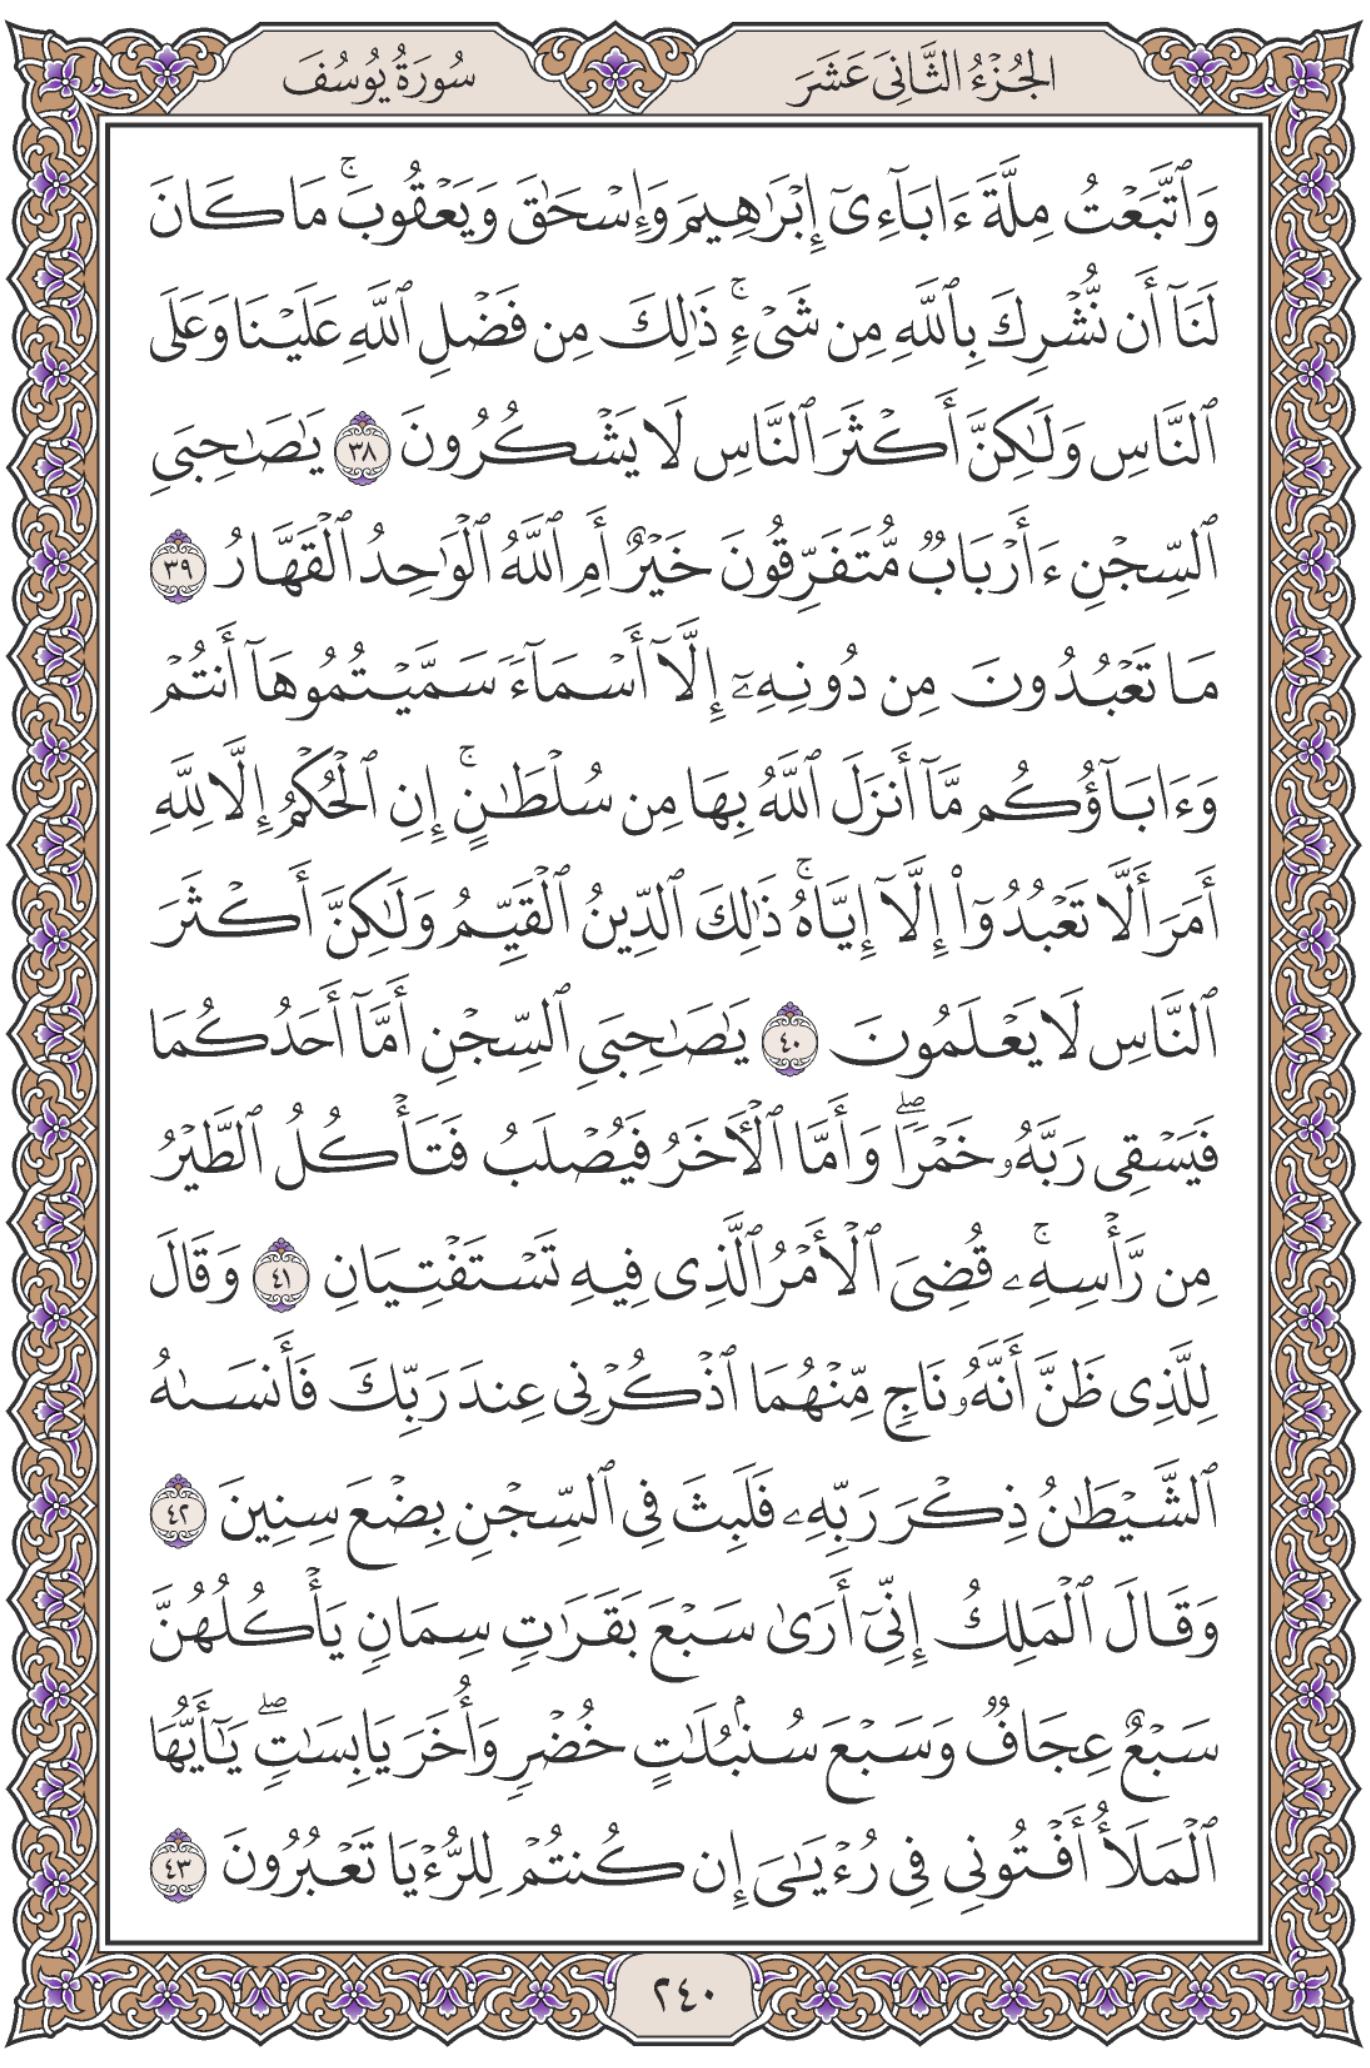 الجُزْءُ الثَّانِىَ عَشَرَ
سُورَةُ يُوسُفَ
وَٱتَّبَعْتُ مِلَّةَ ءَابَآءِىٓ إِبْرَٰهِيمَ وَإِسْحَٰقَ وَيَعْقُوبَۚ مَا كَانَ
لَنَآ أَن نُّشْرِكَ بِٱللَّهِ مِن شَىْءٍۚ ذَٰلِكَ مِن فَضْلِ ٱللَّهِ عَلَيْنَا وَعَلَى
ٱلنَّاسِ وَلَٰكِنَّ أَكْثَرَ ٱلنَّاسِ لَا يَشْكُرُونَ ٣٨ يَٰصَٰحِبَىِ
ٱلسِّجْنِ ءَأَرْبَابٌ مُّتَفَرِّقُونَ خَيْرٌ أَمِ ٱللَّهُ ٱلْوَٰحِدُ ٱلْقَهَّارُ ٣٩
مَا تَعْبُدُونَ مِن دُونِهِۦٓ إِلَّآ أَسْمَآءً سَمَّيْتُمُوهَآ أَنتُمْ
وَءَابَآؤُكُم مَّآ أَنزَلَ ٱللَّهُ بِهَا مِن سُلْطَٰنٍۚ إِنِ ٱلْحُكْمُ إِلَّا لِلَّهِ
أَمَرَ أَلَّا تَعْبُدُوٓا۟ إِلَّآ إِيَّاهُۚ ذَٰلِكَ ٱلدِّينُ ٱلْقَيِّمُ وَلَٰكِنَّ أَكْثَرَ
ٱلنَّاسِ لَا يَعْلَمُونَ ٤٠ يَٰصَٰحِبَىِ ٱلسِّجْنِ أَمَّآ أَحَدُكُمَا
فَيَسْقِى رَبَّهُۥ خَمْرًاۖ وَأَمَّا ٱلْءَاخَرُ فَيُصْلَبُ فَتَأْكُلُ ٱلطَّيْرُ
مِن رَّأْسِهِۦۚ قُضِىَ ٱلْأَمْرُ ٱلَّذِى فِيهِ تَسْتَفْتِيَانِ ٤١ وَقَالَ
لِلَّذِى ظَنَّ أَنَّهُۥ نَاجٍ مِّنْهُمَا ٱذْكُرْنِى عِندَ رَبِّكَ فَأَنسَىٰهُ
ٱلشَّيْطَٰنُ ذِكْرَ رَبِّهِۦ فَلَبِثَ فِى ٱلسِّجْنِ بِضْعَ سِنِينَ ٤٢
وَقَالَ ٱلْمَلِكُ إِنِّىٓ أَرَىٰ سَبْعَ بَقَرَٰتٍ سِمَانٍ يَأْكُلُهُنَّ
سَبْعٌ عِجَافٌ وَسَبْعَ سُنۢبُلَٰتٍ خُضْرٍ وَأُخَرَ يَابِسَٰتٍۖ يَٰٓأَيُّهَا
ٱلْمَلَأُ أَفْتُونِى فِى رُءْيَٰىَ إِن كُنتُمْ لِلرُّءْيَا تَعْبُرُونَ ٤٣
٢٤٠